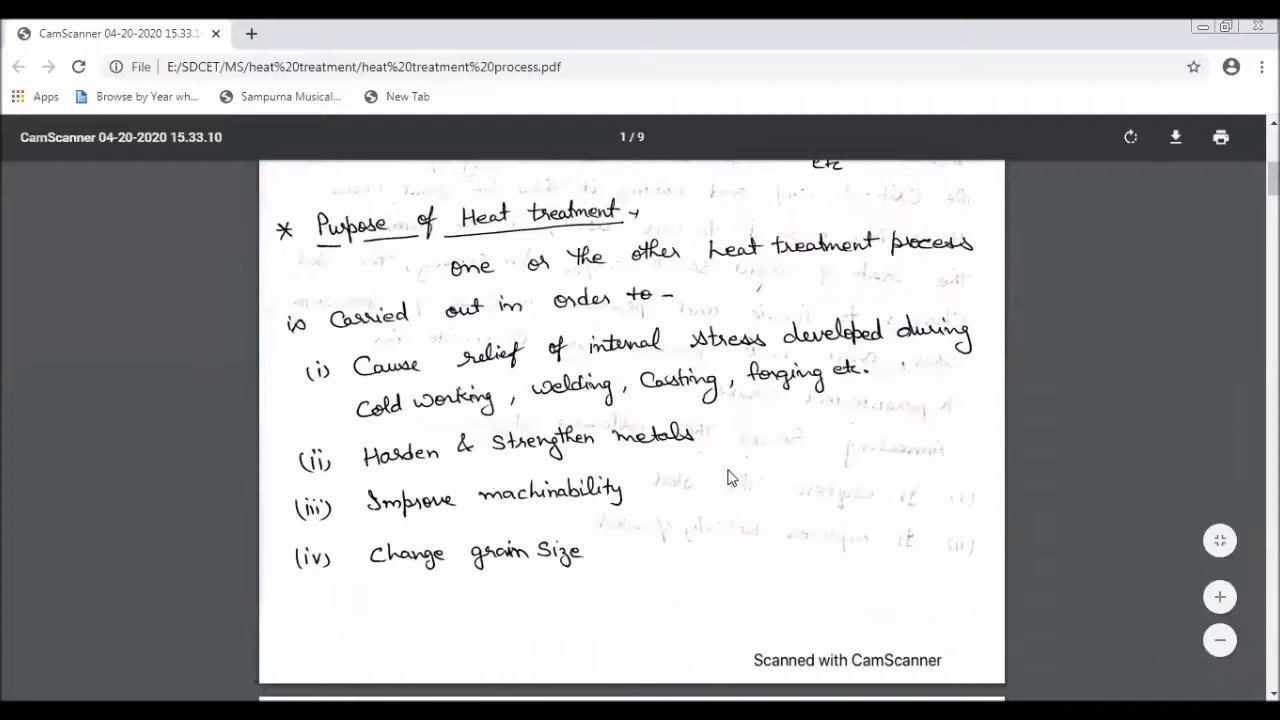 CamScanner 04-20-2020 15.33.1
File E:/SDCET/MS/heat%20treatment/heat%20treatment%20process.pdf
Apps Browse by Year wh... Sampurna Musical... New Tab
CamScanner 04-20-2020 15.33.10 1 / 9
etc
* Purpose of Heat treatment →
one or the other heat treatment process
is carried out in order to -
(i) Cause relief of internal stress developed during
cold working, welding, Casting, forging etc.
(ii) Harden & Strengthen metals
(iii) Improve machinability
(iv) Change grain Size
Scanned with CamScanner